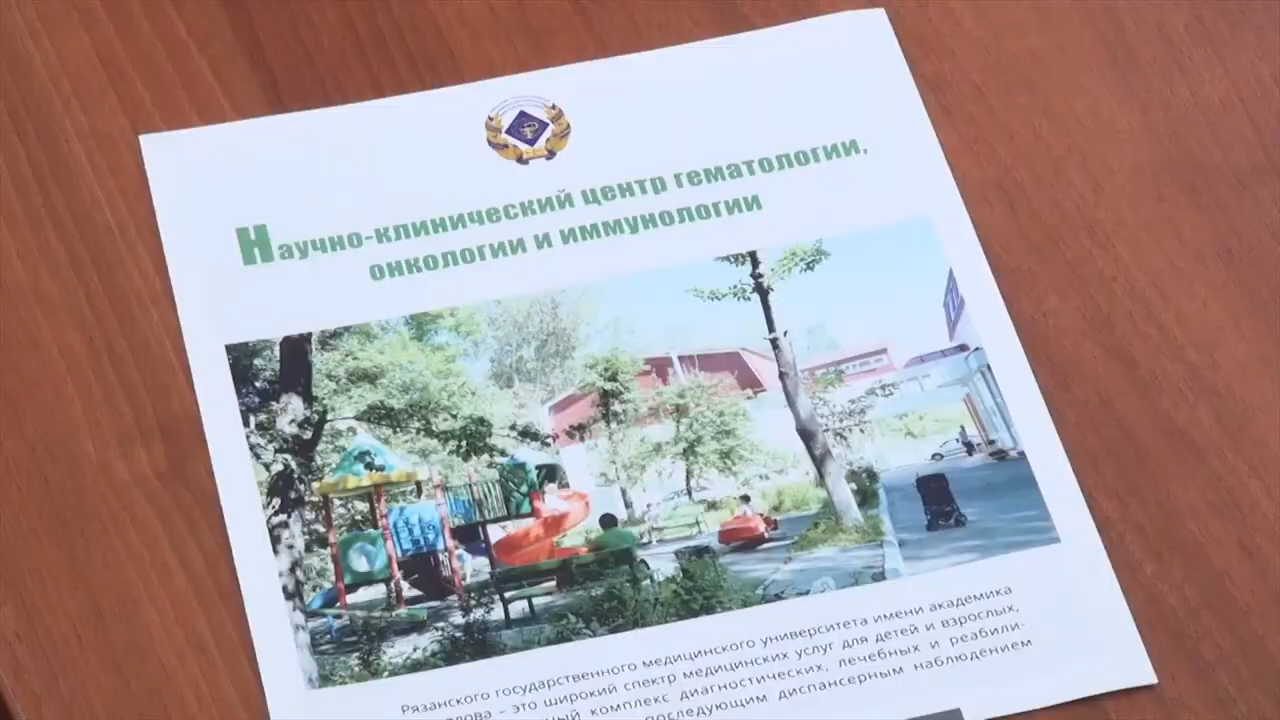 Научно-клинический центр гематологии,
онкологии и иммунологии
Рязанского государственного медицинского университета имени академика
– это широкий спектр медицинских услуг для детей и взрослых,
комплекс диагностических, лечебных и реабили-
последующим диспансерным наблюдением